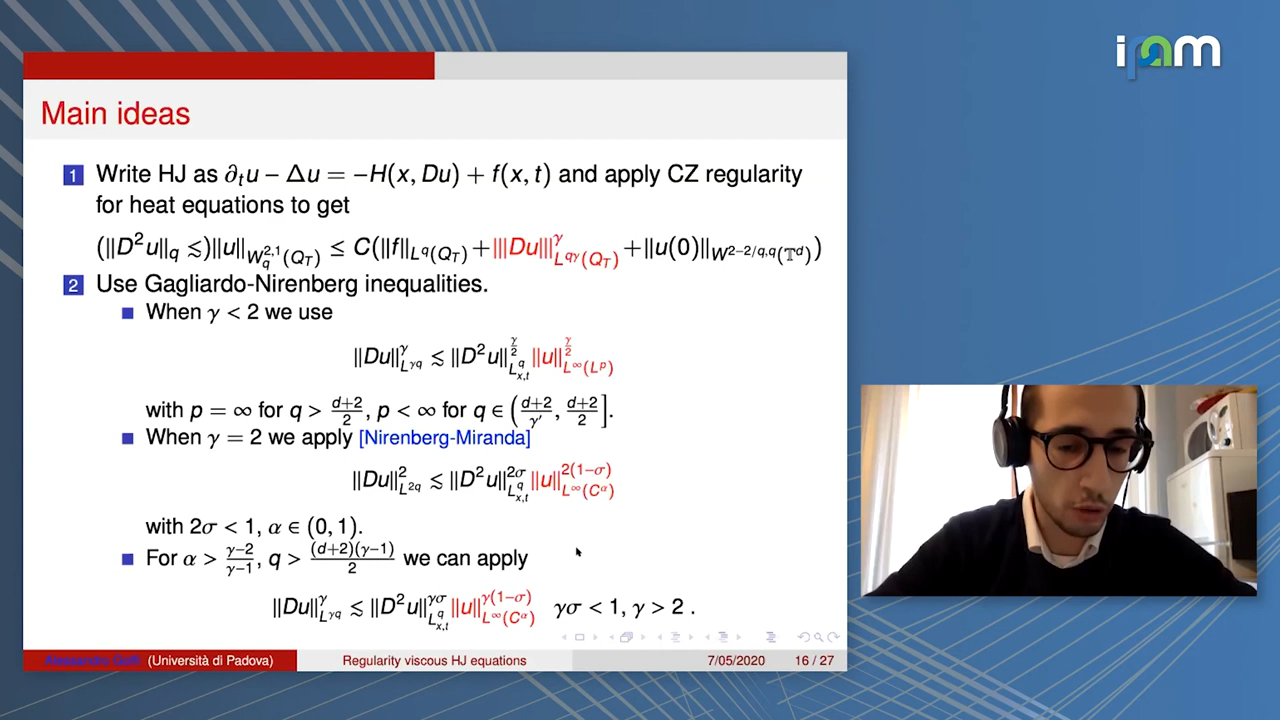 ipam
Main ideas
1 Write HJ as ∂ₜu − Δu = −H(x, Du) + f(x, t) and apply CZ regularity
for heat equations to get
(‖D²u‖_q ≲)‖u‖_{W^{2,1}_q(Q_T)} ≤ C(‖f‖_{L^q(Q_T)} + ‖|Du|‖^γ_{L^{qγ}(Q_T)} + ‖u(0)‖_{W^{2−2/q,q}(𝕋^d)})
2 Use Gagliardo-Nirenberg inequalities.
When γ < 2 we use
‖Du‖^γ_{L^{γq}} ≲ ‖D²u‖^{γ/2}_{L^q_{x,t}} ‖u‖^{γ/2}_{L^∞(L^p)}
with p = ∞ for q > (d+2)/2, p < ∞ for q ∈ ((d+2)/γ′, (d+2)/2].
When γ = 2 we apply [Nirenberg-Miranda]
‖Du‖²_{L^{2q}} ≲ ‖D²u‖^{2σ}_{L^q_{x,t}} ‖u‖^{2(1−σ)}_{L^∞(C^α)}
with 2σ < 1, α ∈ (0, 1).
For α > (γ−2)/(γ−1), q > (d+2)(γ−1)/2 we can apply
‖Du‖^γ_{L^{γq}} ≲ ‖D²u‖^{γσ}_{L^q_{x,t}} ‖u‖^{γ(1−σ)}_{L^∞(C^α)} γσ < 1, γ > 2 .
Alessandro Goffi (Università di Padova) Regularity viscous HJ equations 7/05/2020 16 / 27